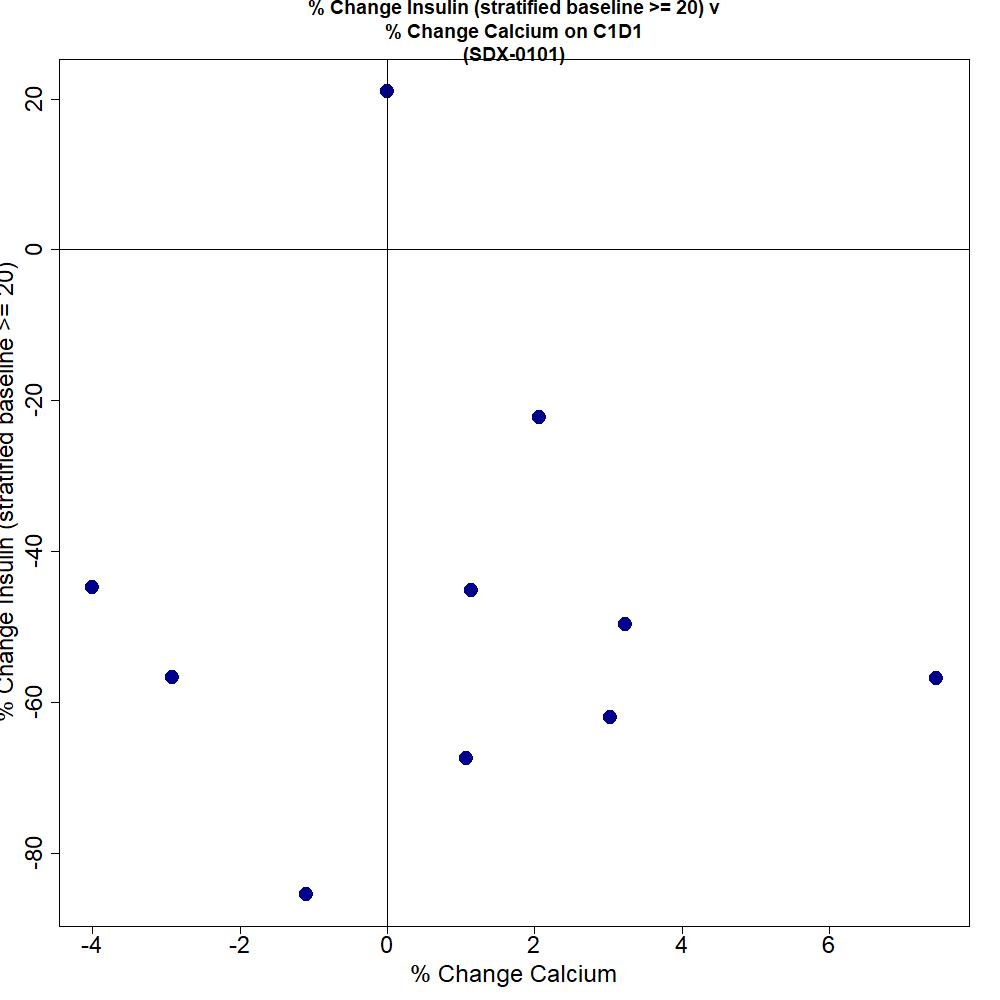 % Change Insulin (stratified baseline >= 20) v
% Change Calcium on C1D1
(SDX-0101)
% Change Insulin (stratified baseline >= 20)
20
0
-20
-40
-60
-80
-4
-2
0
2
4
6
% Change Calcium